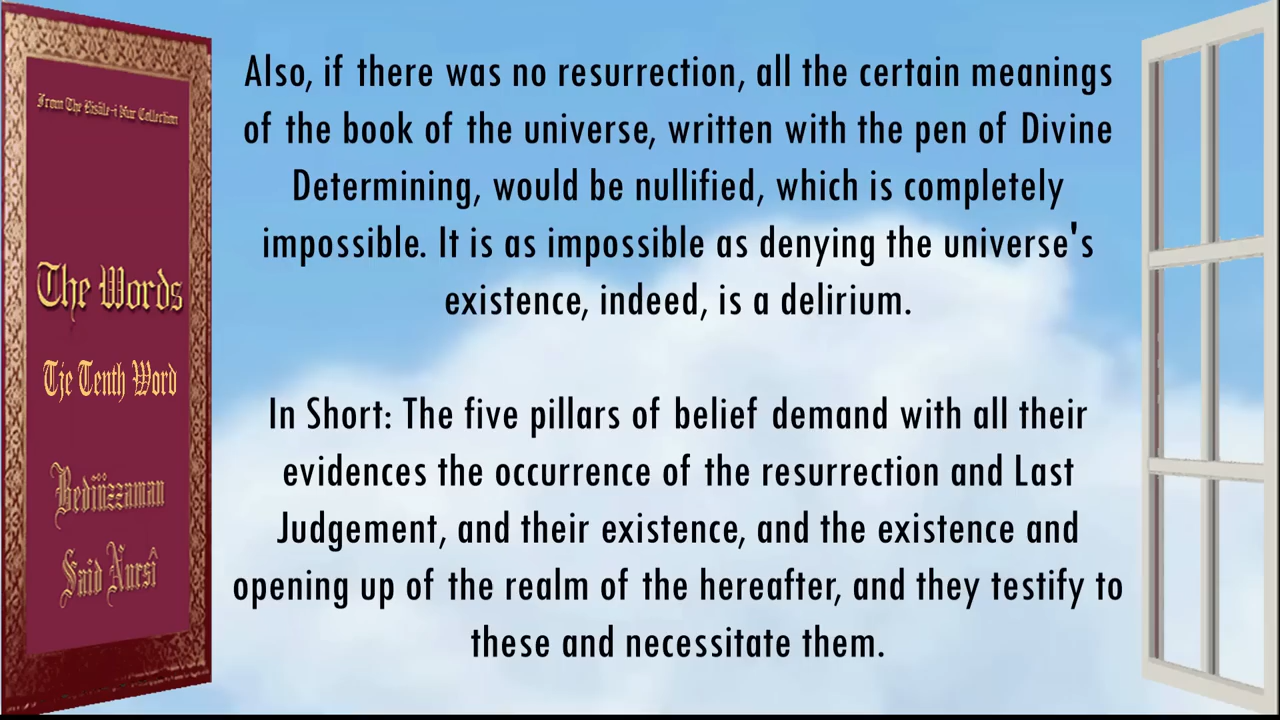 From The Risale-i Nur Collection
The Words
Tje Tenth Word
Bediüzzaman
Said Nursî
Also, if there was no resurrection, all the certain meanings
of the book of the universe, written with the pen of Divine
Determining, would be nullified, which is completely
impossible. It is as impossible as denying the universe's
existence, indeed, is a delirium.
In Short: The five pillars of belief demand with all their
evidences the occurrence of the resurrection and Last
Judgement, and their existence, and the existence and
opening up of the realm of the hereafter, and they testify to
these and necessitate them.